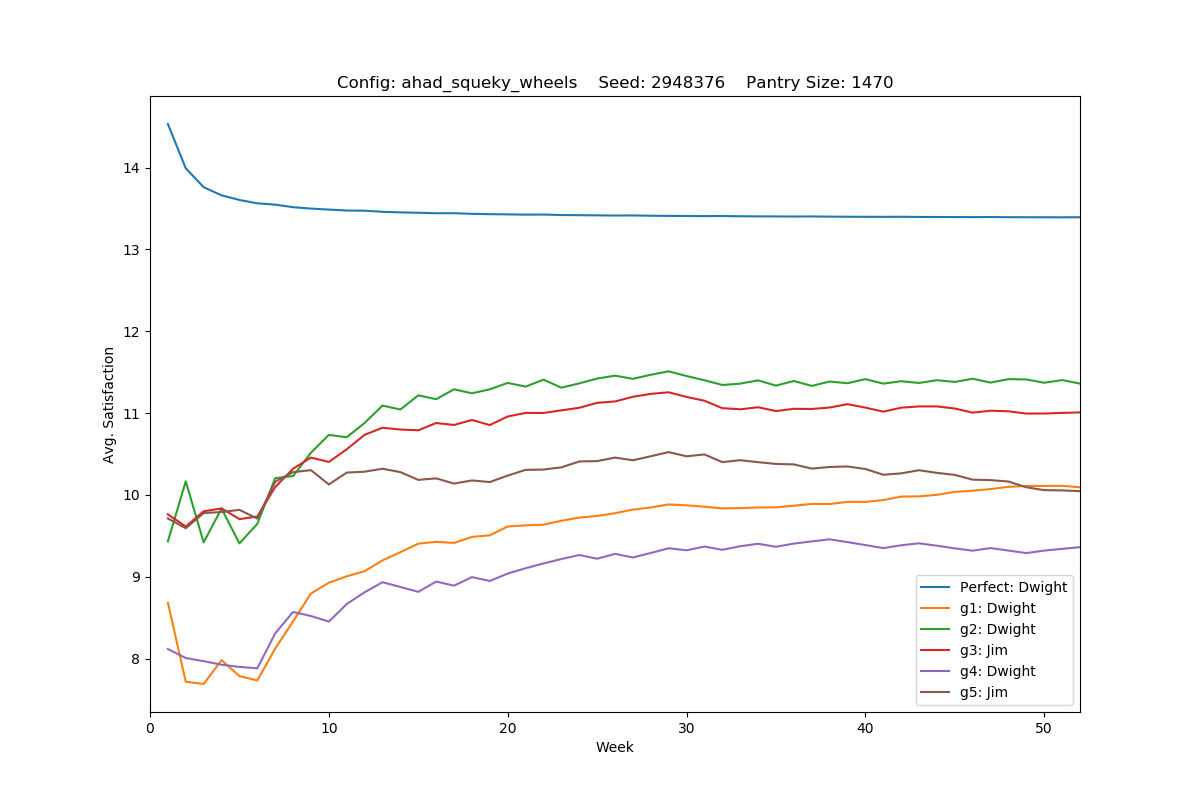 Config: ahad_squeky_wheels    Seed: 2948376    Pantry Size: 1470
14
13
12
11
10
9
8
Avg. Satisfaction
0
10
20
30
40
50
Week
Perfect: Dwight
g1: Dwight
g2: Dwight
g3: Jim
g4: Dwight
g5: Jim